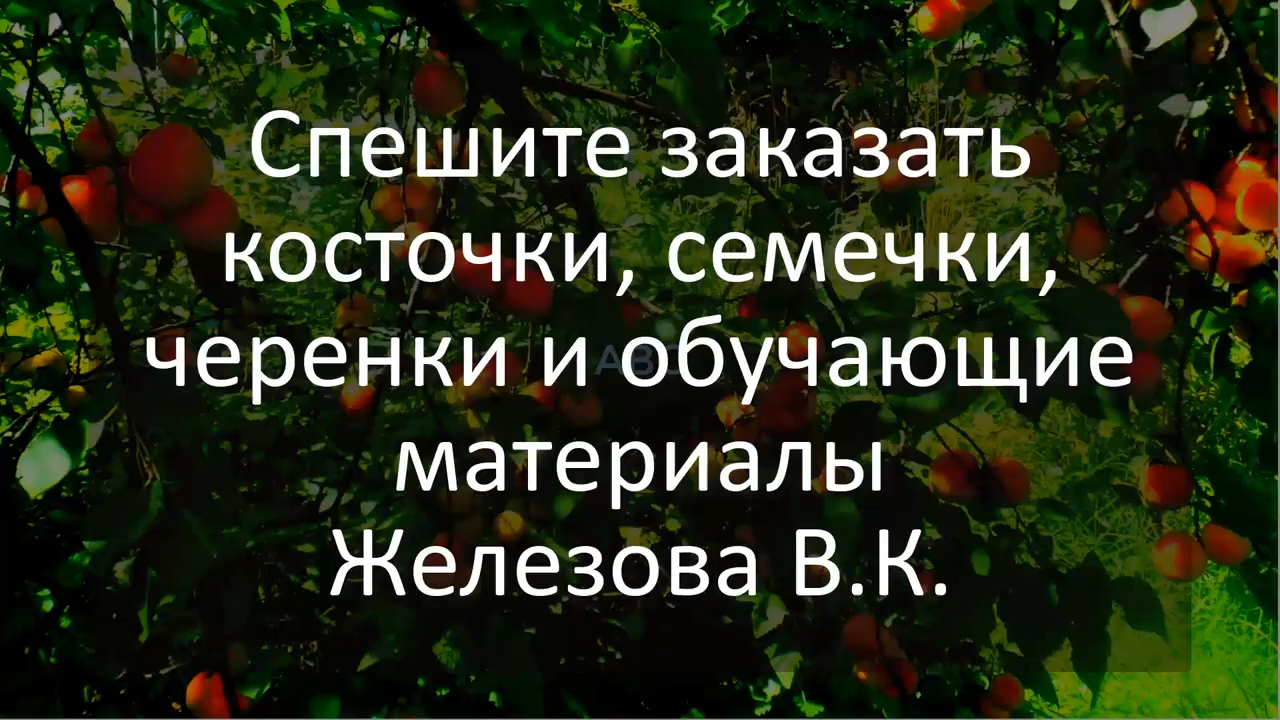 Спешите заказать
косточки, семечки,
черенки и обучающие
материалы
Железова В.К.